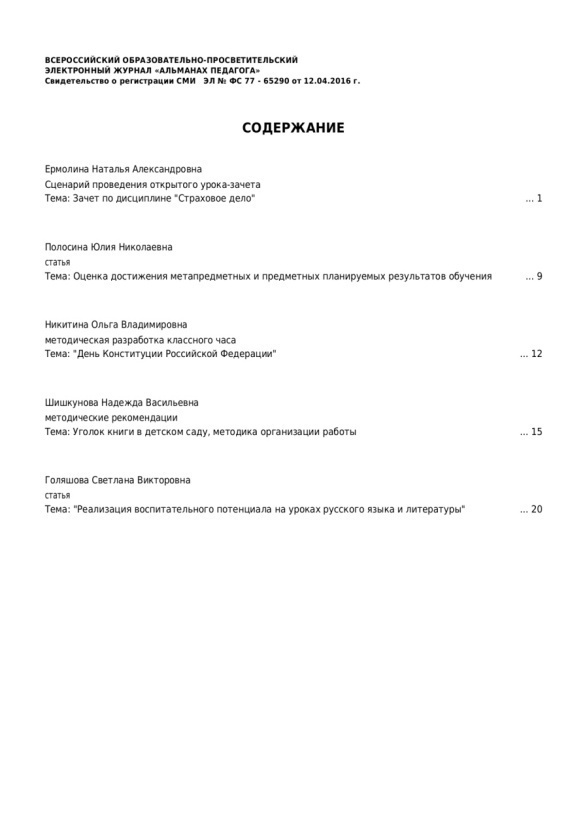 ВСЕРОССИЙСКИЙ ОБРАЗОВАТЕЛЬНО-ПРОСВЕТИТЕЛЬСКИЙ
ЭЛЕКТРОННЫЙ ЖУРНАЛ «АЛЬМАНАХ ПЕДАГОГА»
Свидетельство о регистрации СМИ ЭЛ № ФС 77 - 65290 от 12.04.2016 г.
СОДЕРЖАНИЕ
Ермолина Наталья Александровна
Сценарий проведения открытого урока-зачета
Тема: Зачет по дисциплине "Страховое дело" ... 1
Полосина Юлия Николаевна
статья
Тема: Оценка достижения метапредметных и предметных планируемых результатов обучения ... 9
Никитина Ольга Владимировна
методическая разработка классного часа
Тема: "День Конституции Российской Федерации" ... 12
Шишкунова Надежда Васильевна
методические рекомендации
Тема: Уголок книги в детском саду, методика организации работы ... 15
Голяшова Светлана Викторовна
статья
Тема: "Реализация воспитательного потенциала на уроках русского языка и литературы" ... 20